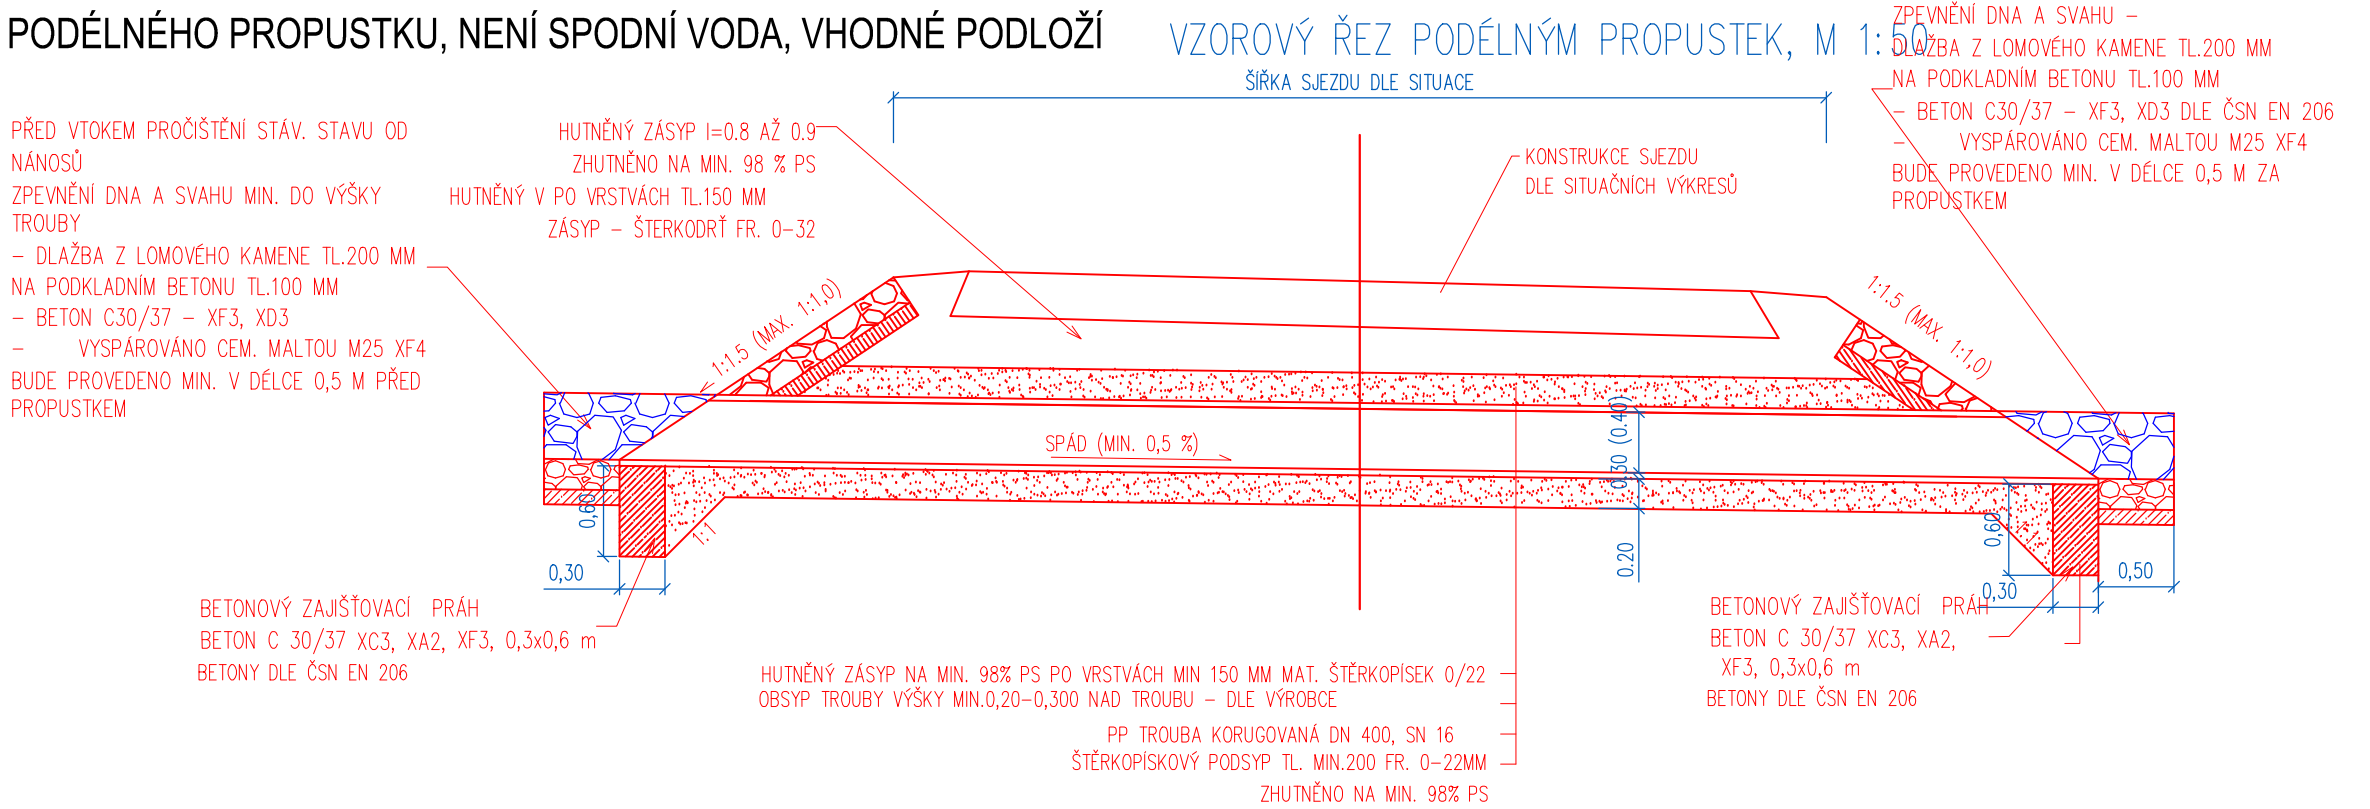 PODÉLNÉHO PROPUSTKU, NENÍ SPODNÍ VODA, VHODNÉ PODLOŽÍ
VZOROVÝ ŘEZ PODÉLNÝM PROPUSTEK, M 1:50
ŠÍŘKA SJEZDU DLE SITUACE
PŘED VTOKEM PROČIŠTĚNÍ STÁV. STAVU OD
NÁNOSŮ
ZPEVNĚNÍ DNA A SVAHU MIN. DO VÝŠKY
TROUBY
– DLAŽBA Z LOMOVÉHO KAMENE TL.200 MM
NA PODKLADNÍM BETONU TL.100 MM
– BETON C30/37 – XF3, XD3
– VYSPÁROVÁNO CEM. MALTOU M25 XF4
BUDE PROVEDENO MIN. V DÉLCE 0,5 M PŘED
PROPUSTKEM
HUTNĚNÝ ZÁSYP I=0.8 AŽ 0.9
ZHUTNĚNO NA MIN. 98 % PS
HUTNĚNÝ V PO VRSTVÁCH TL.150 MM
ZÁSYP – ŠTERKODRŤ FR. 0–32
KONSTRUKCE SJEZDU
DLE SITUAČNÍCH VÝKRESŮ
ZPEVNĚNÍ DNA A SVAHU –
DLAŽBA Z LOMOVÉHO KAMENE TL.200 MM
NA PODKLADNÍM BETONU TL.100 MM
– BETON C30/37 – XF3, XD3 DLE ČSN EN 206
– VYSPÁROVÁNO CEM. MALTOU M25 XF4
BUDE PROVEDENO MIN. V DÉLCE 0,5 M ZA
PROPUSTKEM
1:1.5 (MAX. 1:1,0)
1:1.5 (MAX. 1:1,0)
SPÁD (MIN. 0,5 %)
0.30 (0.40)
0.20
0,60
0,30
1:1
0,60
0,30
0,50
BETONOVÝ ZAJIŠŤOVACÍ PRÁH
BETON C 30/37 XC3, XA2, XF3, 0,3x0,6 m
BETONY DLE ČSN EN 206
HUTNĚNÝ ZÁSYP NA MIN. 98% PS PO VRSTVÁCH MIN 150 MM MAT. ŠTĚRKOPÍSEK 0/22
OBSYP TROUBY VÝŠKY MIN.0,20–0,300 NAD TROUBU – DLE VÝROBCE
PP TROUBA KORUGOVANÁ DN 400, SN 16
ŠTĚRKOPÍSKOVÝ PODSYP TL. MIN.200 FR. 0–22MM
ZHUTNĚNO NA MIN. 98% PS
BETONOVÝ ZAJIŠŤOVACÍ PRÁH
BETON C 30/37 XC3, XA2,
XF3, 0,3x0,6 m
BETONY DLE ČSN EN 206